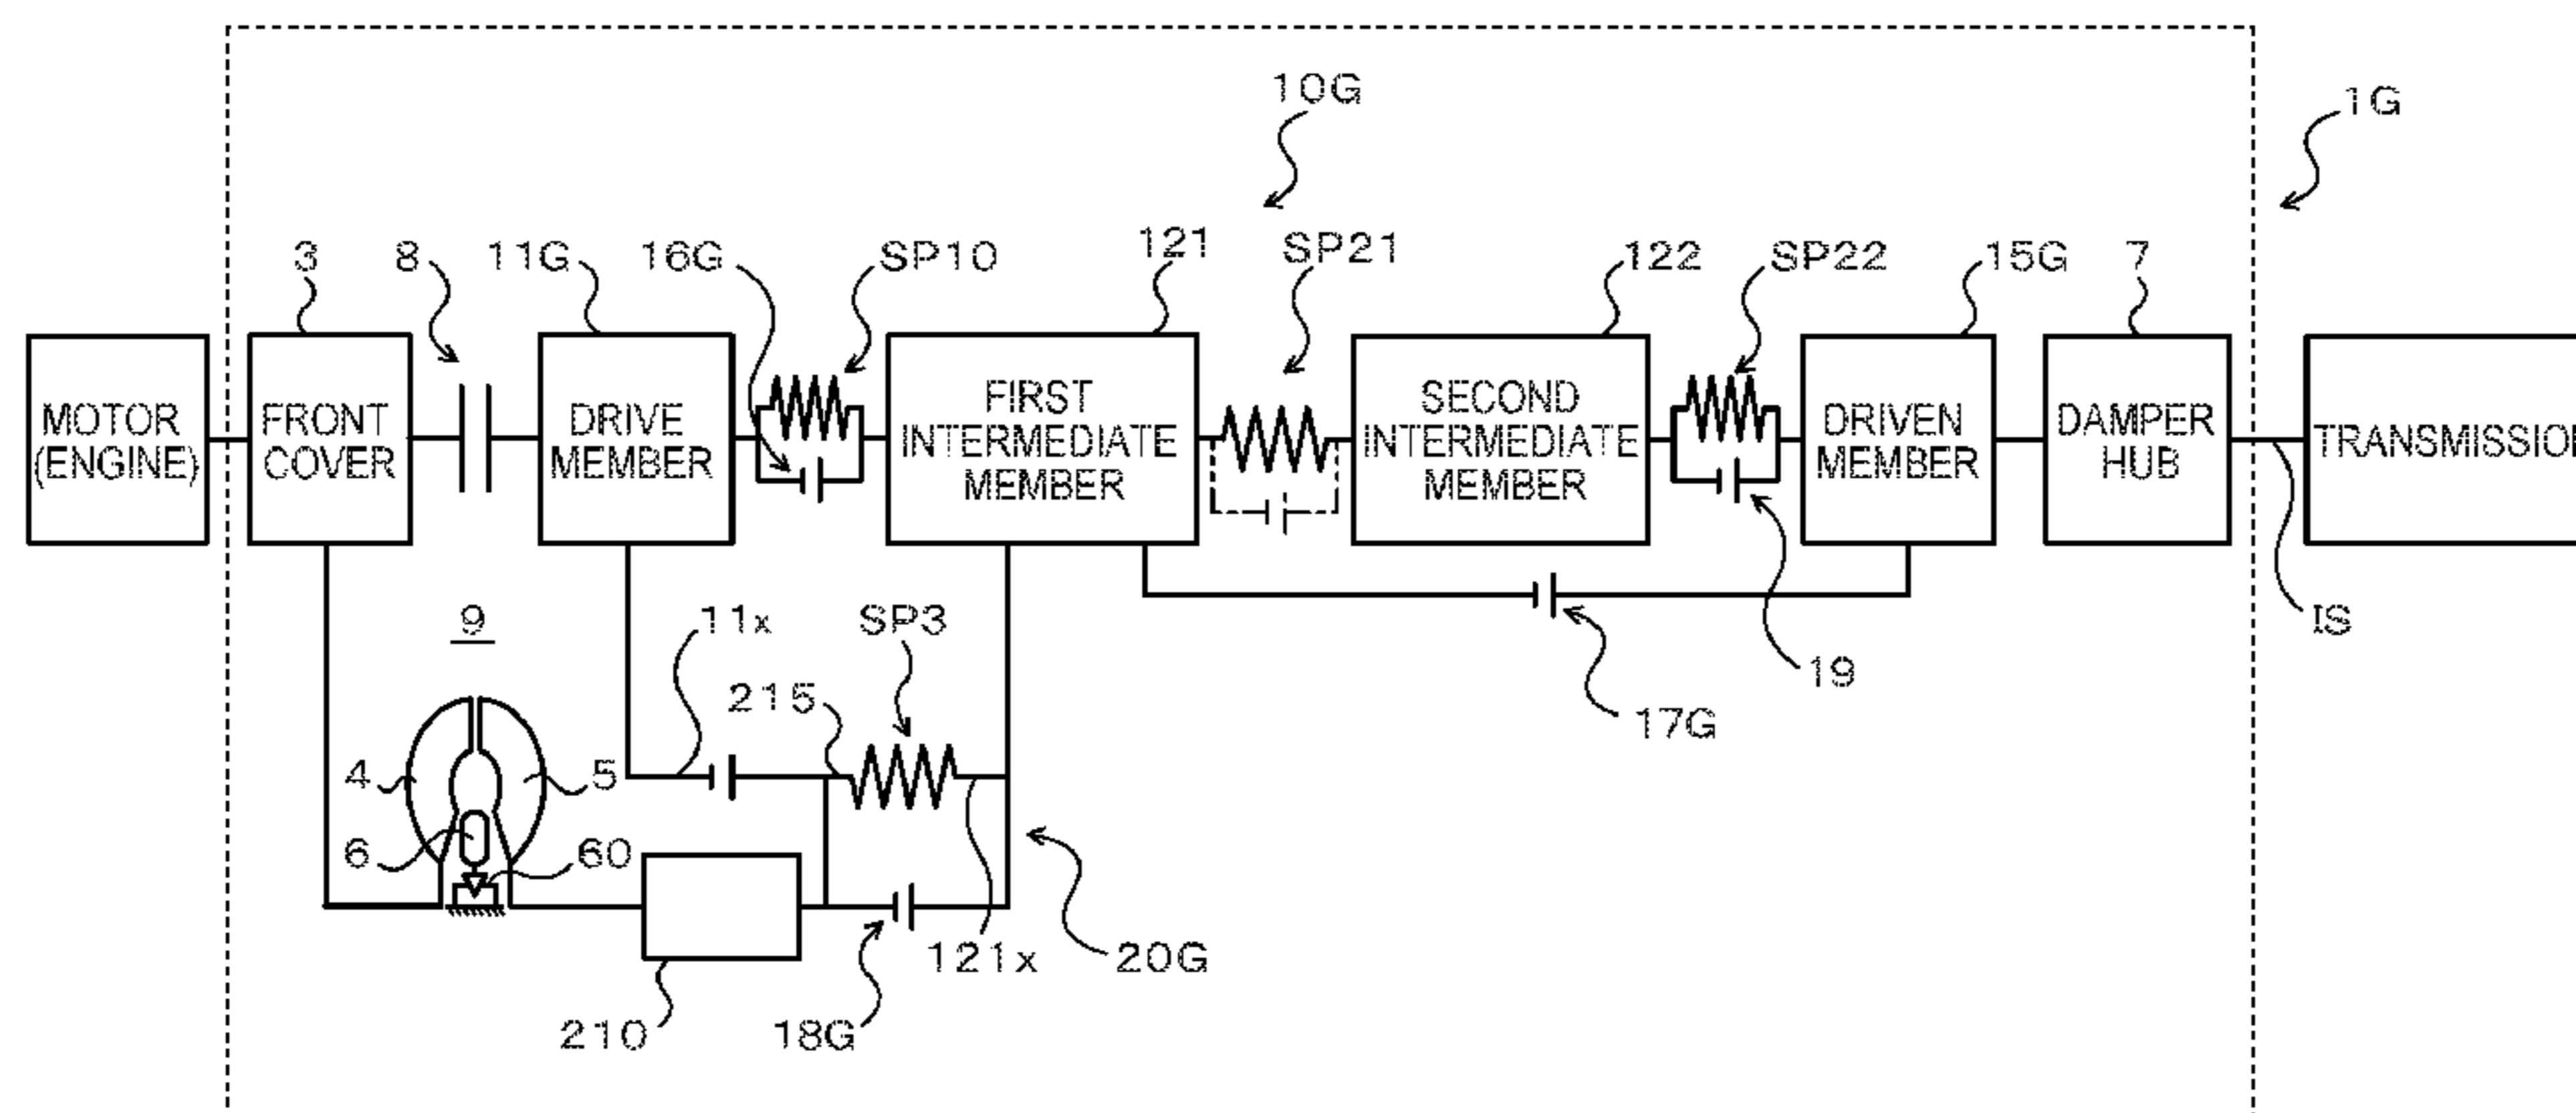 10G
1G
3
8
11G
16G
SP10
121
SP21
122
SP22
15G
7
MOTOR
(ENGINE)
FRONT
COVER
DRIVE
MEMBER
FIRST
INTERMEDIATE
MEMBER
SECOND
INTERMEDIATE
MEMBER
DRIVEN
MEMBER
DAMPER
HUB
TRANSMISSION
9
11x
SP3
IS
19
215
17G
4
5
6
60
121x
20G
210
18G